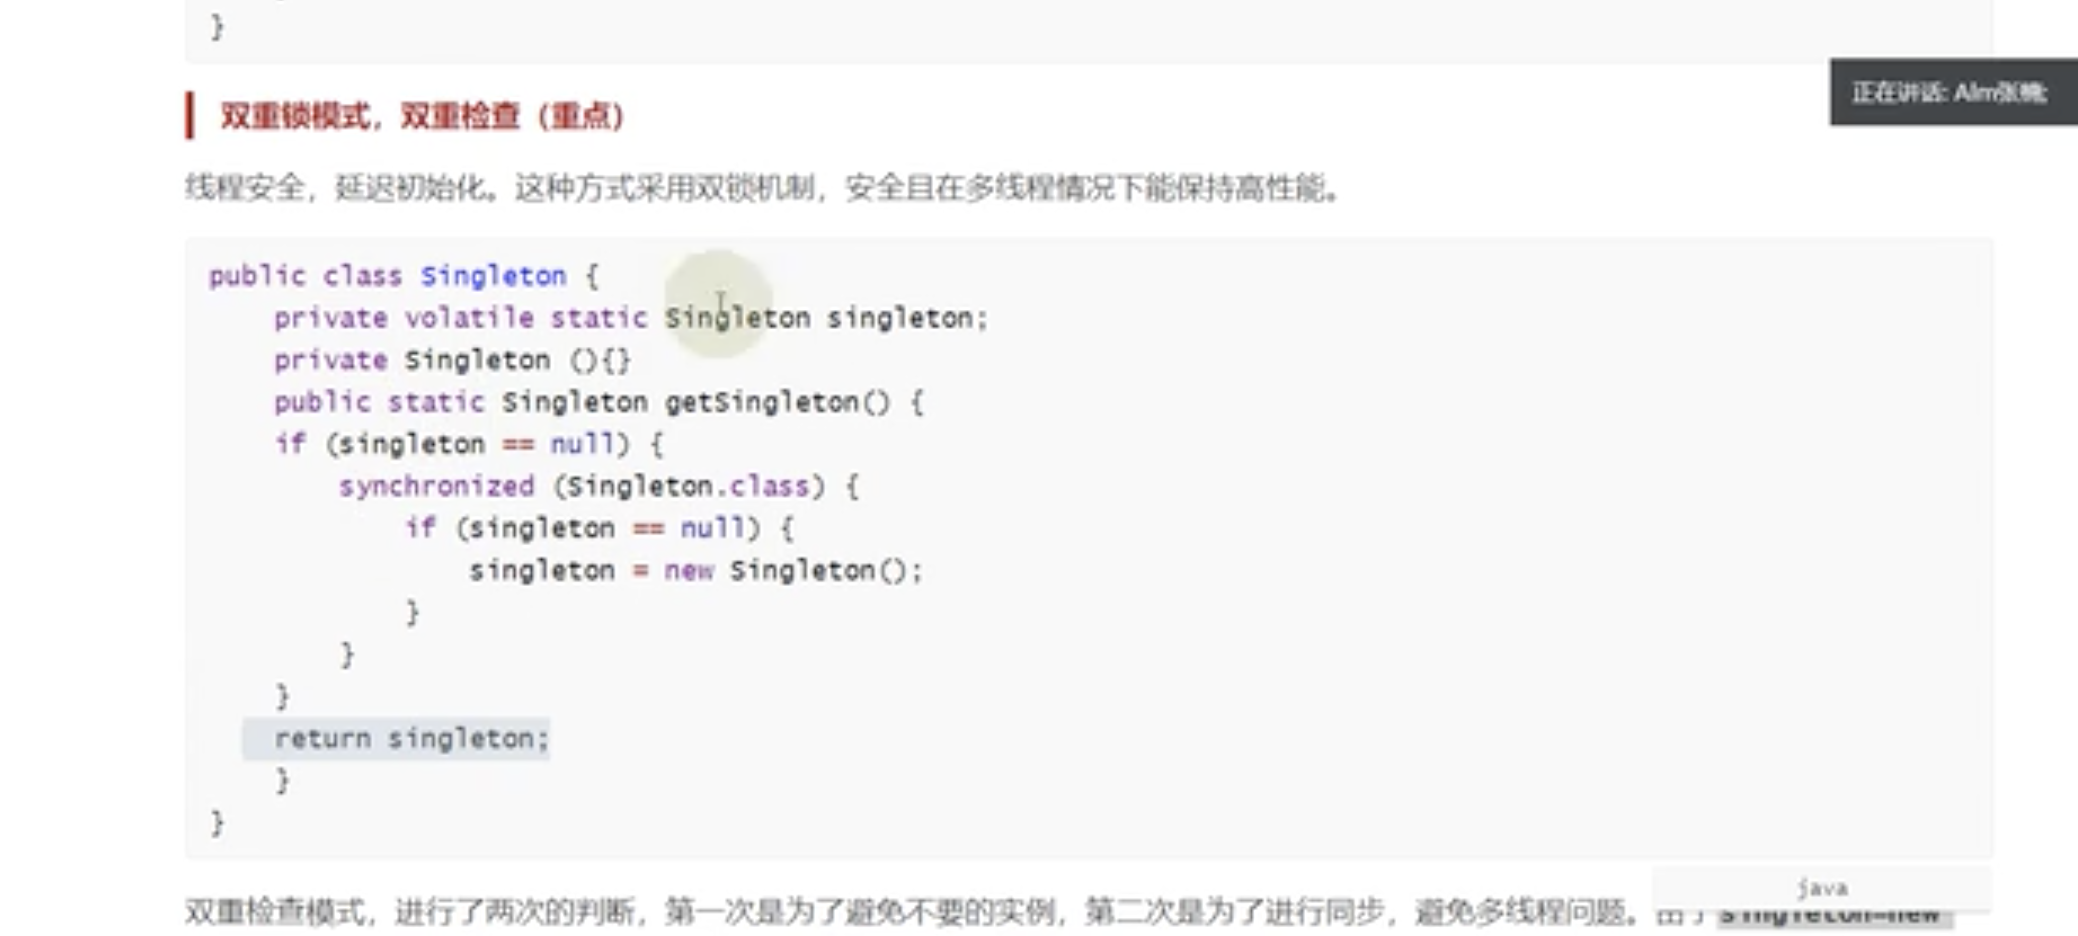 }
正在讲话: Alm张
双重锁模式，双重检查（重点）
线程安全，延迟初始化。这种方式采用双锁机制，安全且在多线程情况下能保持高性能。
public class Singleton {
    private volatile static Singleton singleton;
    private Singleton (){}
    public static Singleton getSingleton() {
    if (singleton == null) {
        synchronized (Singleton.class) {
            if (singleton == null) {
                singleton = new Singleton();
            }
        }
    }
    return singleton;
    }
}
java
双重检查模式，进行了两次的判断，第一次是为了避免不要的实例，第二次是为了进行同步，避免多线程问题。由于 singleton=new